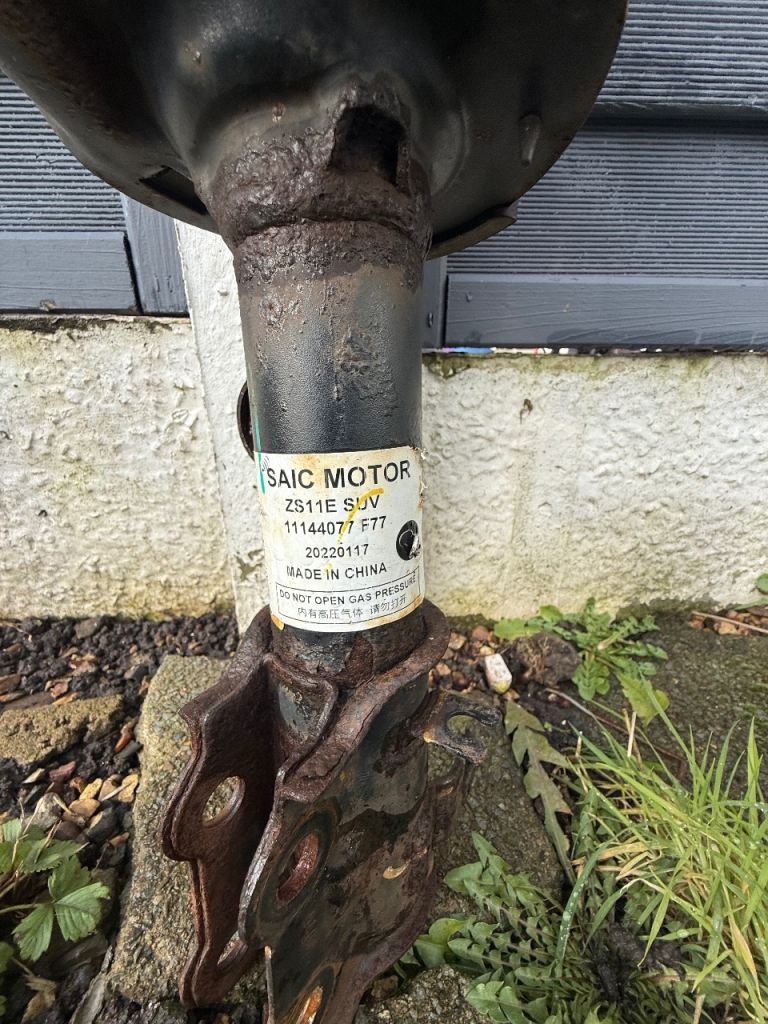 SAIC MOTOR
ZS11E SUV
11144077 F77
20220117
MADE IN CHINA
DO NOT OPEN GAS PRESSURE
内有高压气体 请勿打开